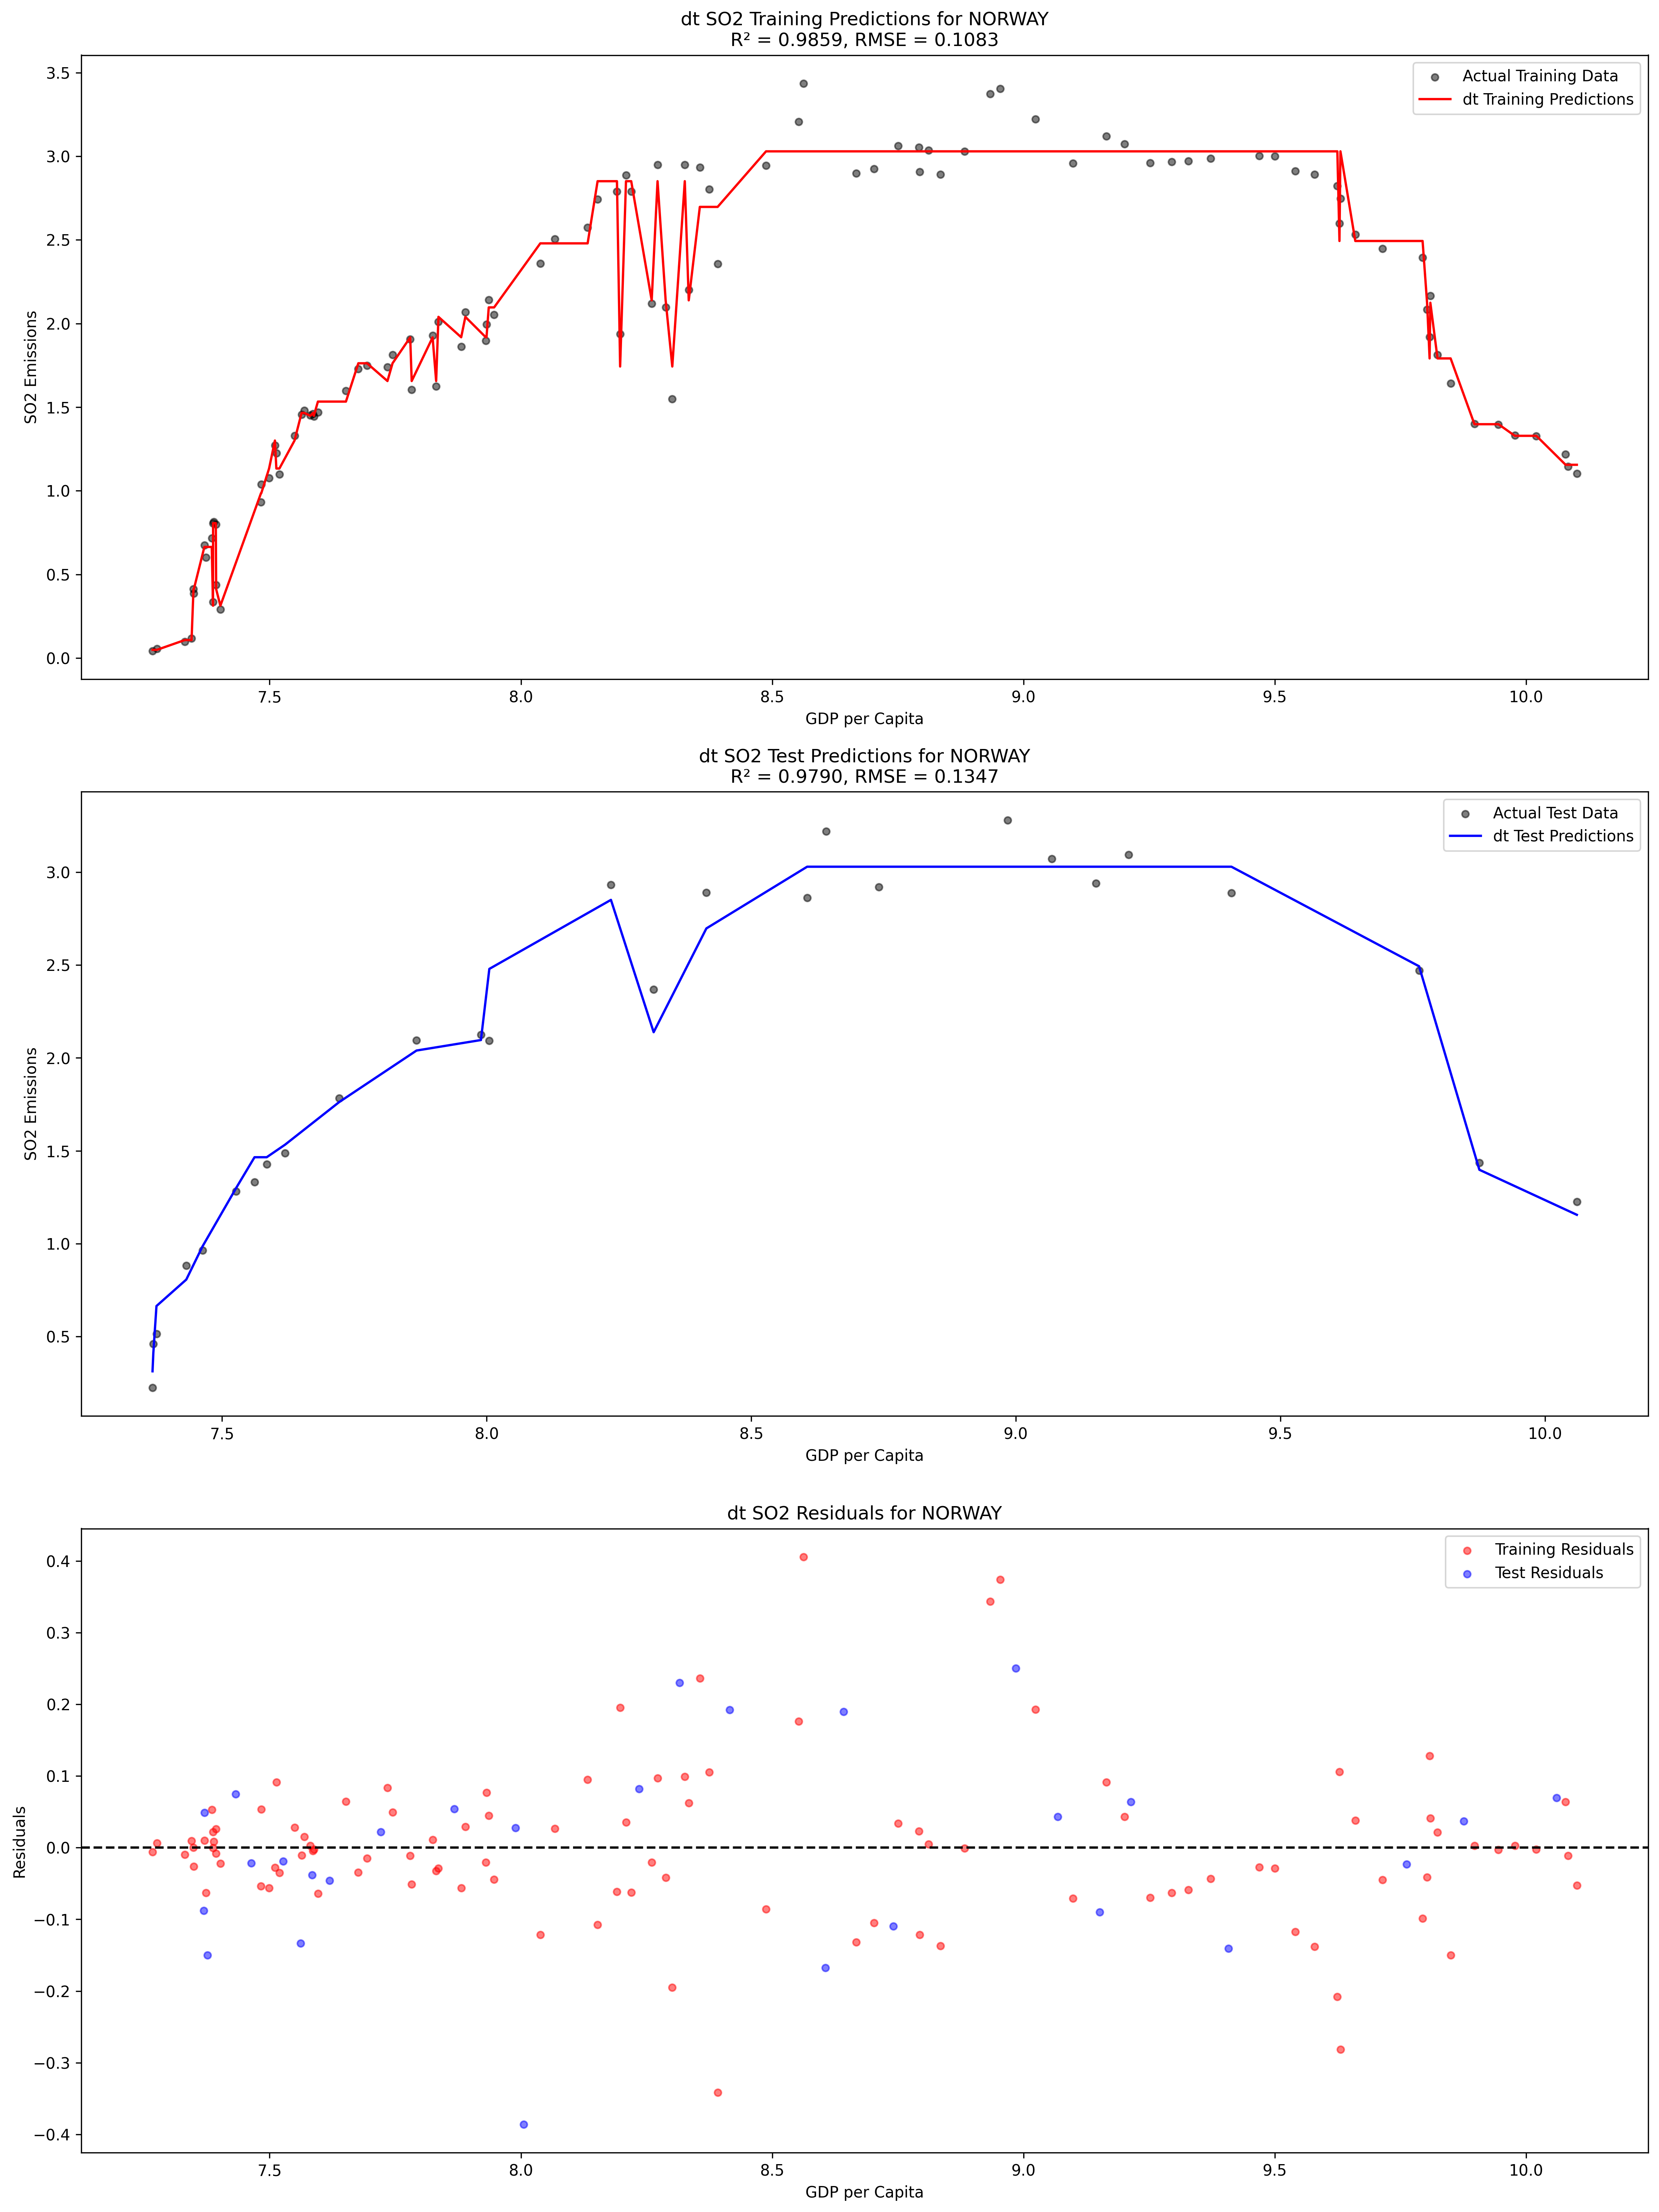 dt SO2 Training Predictions for NORWAY
R² = 0.9859, RMSE = 0.1083
Actual Training Data
dt Training Predictions
SO2 Emissions
3.5
3.0
2.5
2.0
1.5
1.0
0.5
0.0
7.5 8.0 8.5 9.0 9.5 10.0
GDP per Capita
dt SO2 Test Predictions for NORWAY
R² = 0.9790, RMSE = 0.1347
Actual Test Data
dt Test Predictions
SO2 Emissions
3.0
2.5
2.0
1.5
1.0
0.5
7.5 8.0 8.5 9.0 9.5 10.0
GDP per Capita
dt SO2 Residuals for NORWAY
Training Residuals
Test Residuals
Residuals
0.4
0.3
0.2
0.1
0.0
−0.1
−0.2
−0.3
−0.4
7.5 8.0 8.5 9.0 9.5 10.0
GDP per Capita